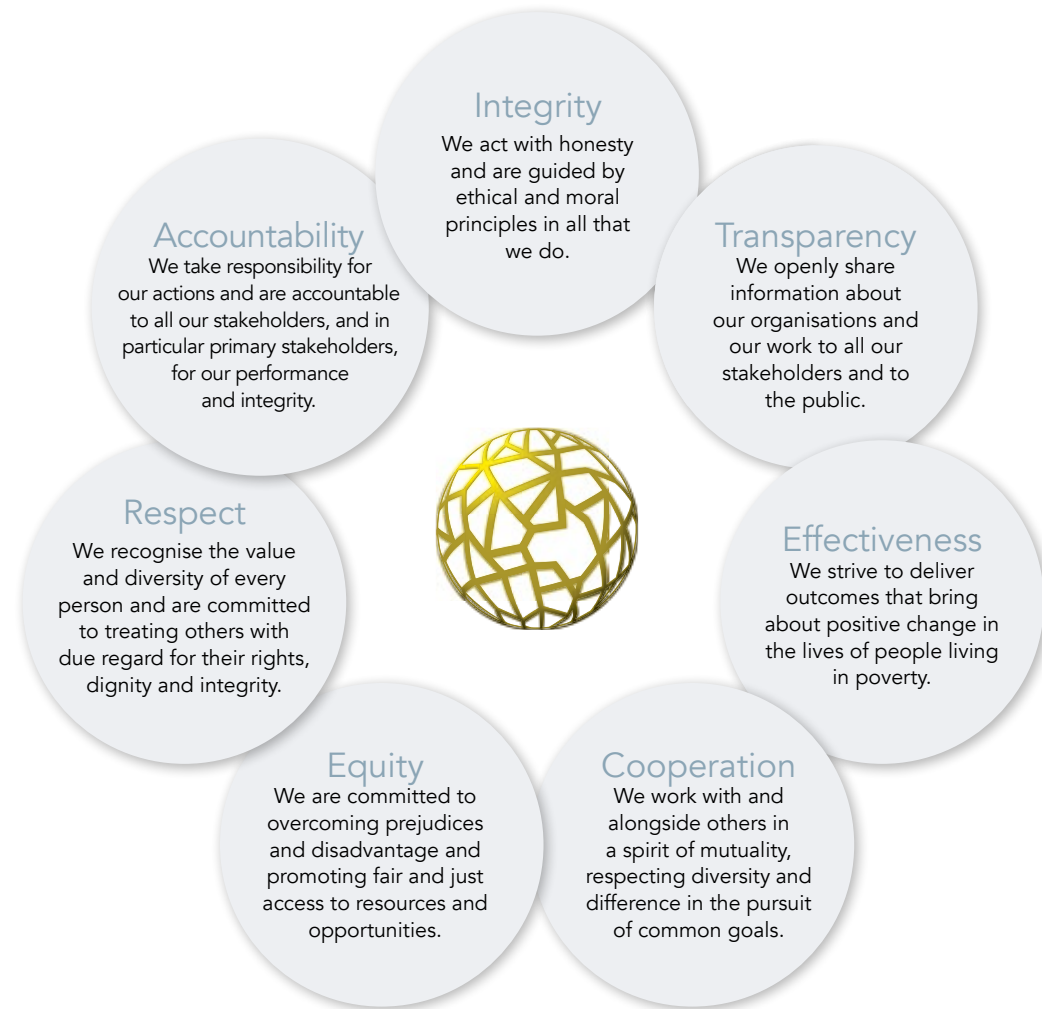 Integrity
We act with honesty
and are guided by
ethical and moral
principles in all that
we do.
Transparency
We openly share
information about
our organisations and
our work to all our
stakeholders and to
the public.
Effectiveness
We strive to deliver
outcomes that bring
about positive change in
the lives of people living
in poverty.
Cooperation
We work with and
alongside others in
a spirit of mutuality,
respecting diversity and
difference in the pursuit
of common goals.
Equity
We are committed to
overcoming prejudices
and disadvantage and
promoting fair and just
access to resources and
opportunities.
Respect
We recognise the value
and diversity of every
person and are committed
to treating others with
due regard for their rights,
dignity and integrity.
Accountability
We take responsibility for
our actions and are accountable
to all our stakeholders, and in
particular primary stakeholders,
for our performance
and integrity.